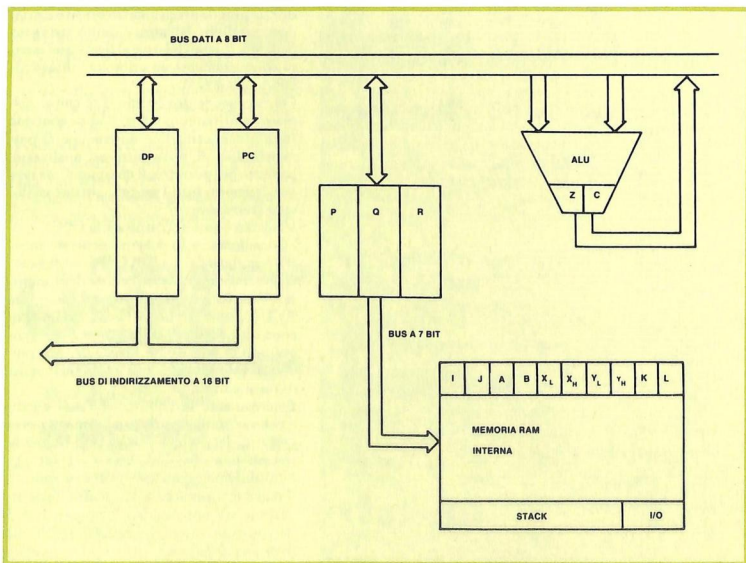 BUS DATI A 8 BIT
DP
PC
ALU
Z C
P Q R
BUS A 7 BIT
BUS DI INDIRIZZAMENTO A 16 BIT
I J A B XL XH YL YH K L
MEMORIA RAM
INTERNA
STACK
I/O